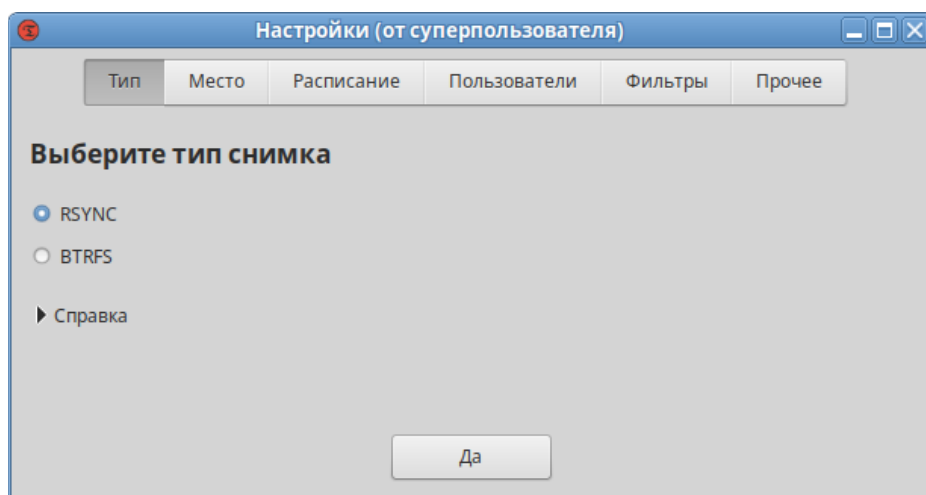 Настройки (от суперпользователя)
Тип Место Расписание Пользователи Фильтры Прочее
Выберите тип снимка
RSYNC
BTRFS
Справка
Да